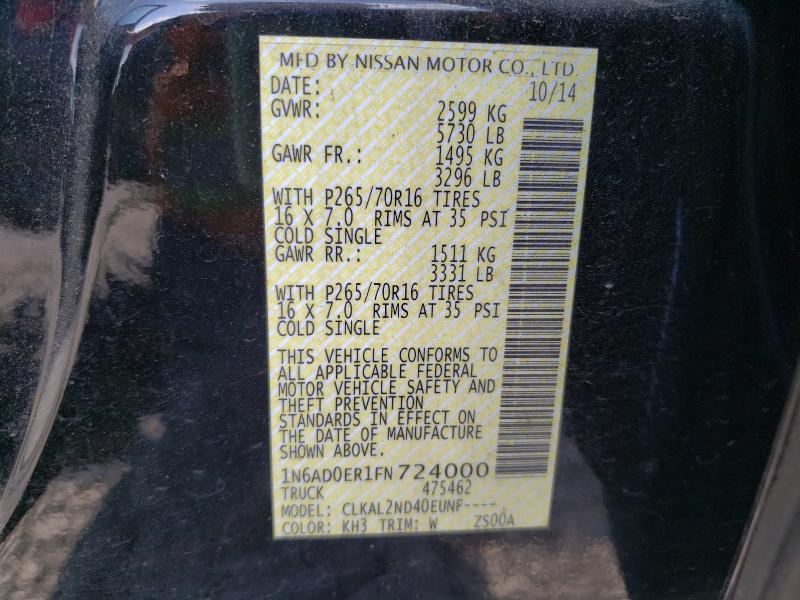 MFD BY NISSAN MOTOR CO., LTD
DATE: 10/14
GVWR: 2599 KG
5730 LB
GAWR FR.: 1495 KG
3296 LB
WITH P265/70R16 TIRES
16 X 7.0 RIMS AT 35 PSI
COLD SINGLE
GAWR RR.: 1511 KG
3331 LB
WITH P265/70R16 TIRES
16 X 7.0 RIMS AT 35 PSI
COLD SINGLE
THIS VEHICLE CONFORMS TO
ALL APPLICABLE FEDERAL
MOTOR VEHICLE SAFETY AND
THEFT PREVENTION
STANDARDS IN EFFECT ON
THE DATE OF MANUFACTURE
SHOWN ABOVE.
1N6AD0ER1FN724000
TRUCK 475462
MODEL: CLKAL2ND40EUNF----
COLOR: KH3 TRIM: W ZS00A